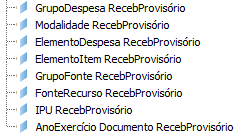 GrupoDespesa RecebProvisório
Modalidade RecebProvisório
ElementoDespesa RecebProvisório
ElementoItem RecebProvisório
GrupoFonte RecebProvisório
FonteRecurso RecebProvisório
IPU RecebProvisório
AnoExercício Documento RecebProvisório